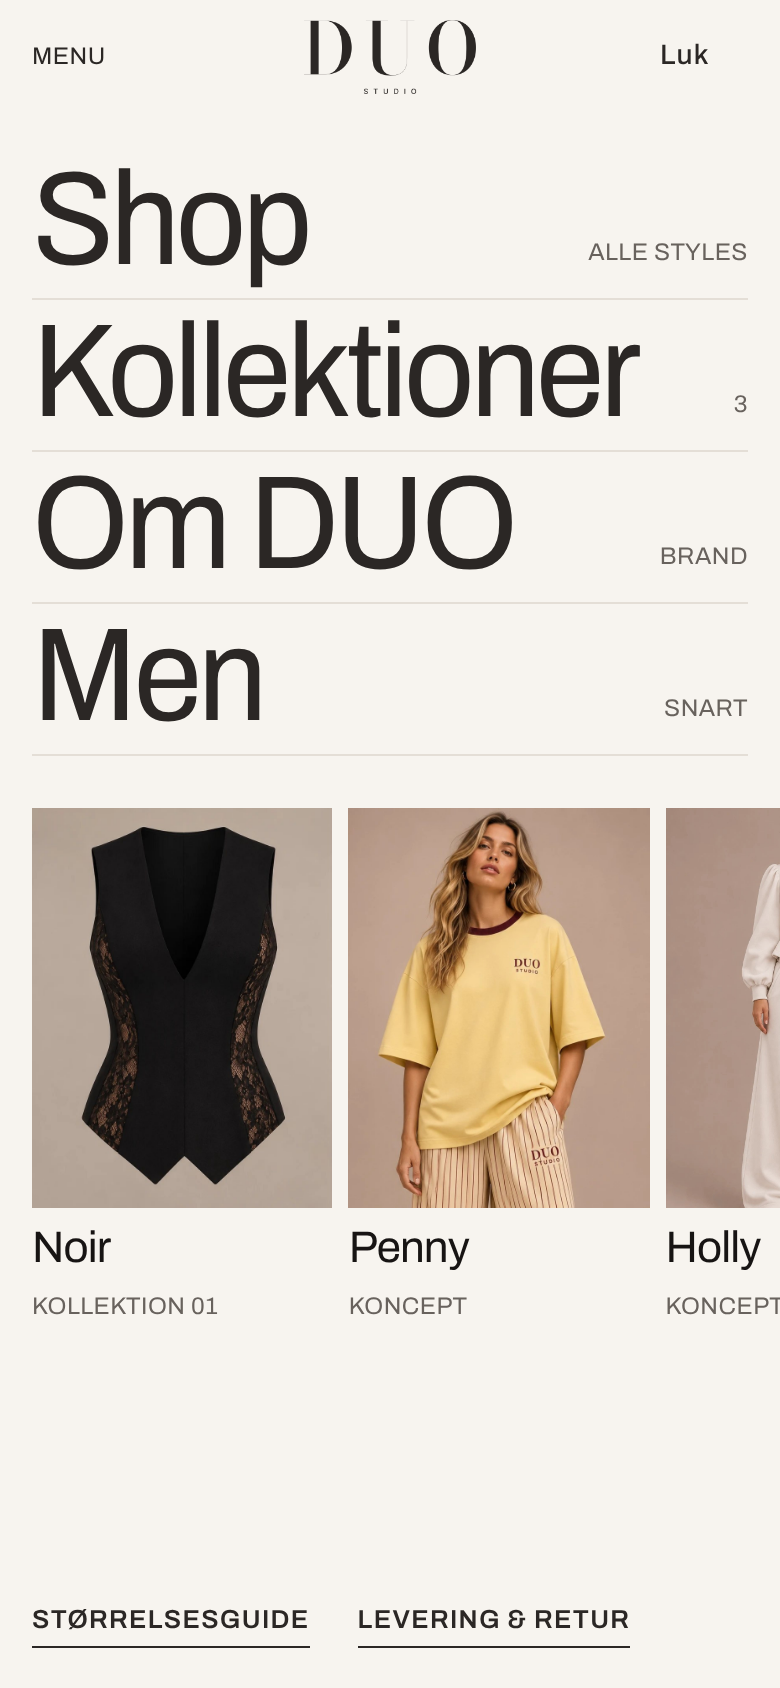 MENU
DUO
STUDIO
Luk
Shop
ALLE STYLES
Kollektioner
3
Om DUO
BRAND
Men
SNART
DUO
STUDIO
DUO
STUDIO
Noir
Penny
Holly
KOLLEKTION 01
KONCEPT
KONCEPT
STØRRELSESGUIDE
LEVERING & RETUR